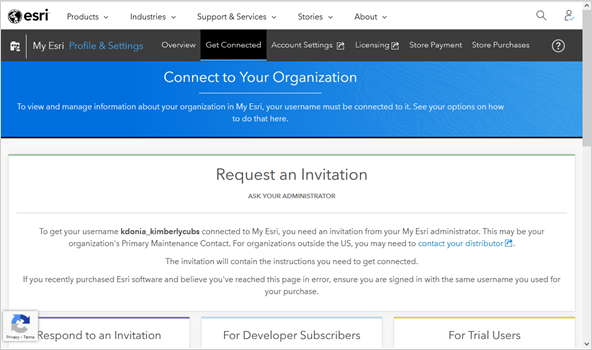 esri Products Industries Support & Services Stories About
My Esri Profile & Settings Overview Get Connected Account Settings Licensing Store Payment Store Purchases ?
Connect to Your Organization
To view and manage information about your organization in My Esri, your username must be connected to it. See your options on how
to do that here.
Request an Invitation
ASK YOUR ADMINISTRATOR
To get your username kdonia_kimberlycubs connected to My Esri, you need an invitation from your My Esri administrator. This may be your
organization's Primary Maintenance Contact. For organizations outside the US, you may need to contact your distributor.
The invitation will contain the instructions you need to get connected.
If you recently purchased Esri software and believe you've reached this page in error, ensure you are signed in with the same username you used for
your purchase.
Respond to an Invitation For Developer Subscribers For Trial Users
Privacy - Terms